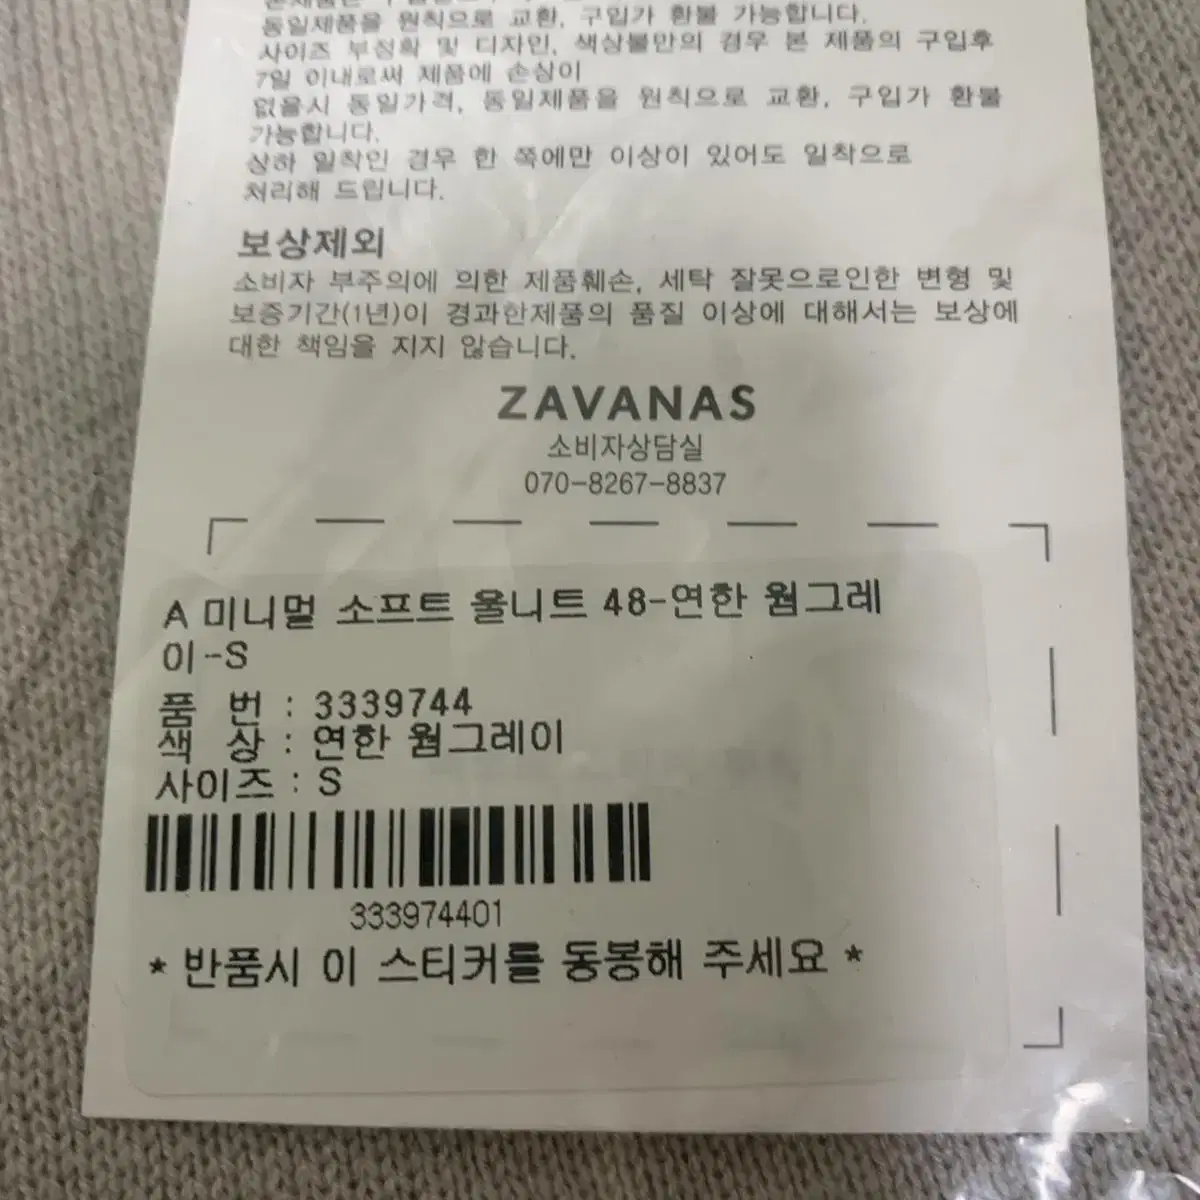 동일제품을 원칙으로 교환, 구입가 환불 가능합니다.
사이즈 부정확 및 디자인, 색상불만의 경우 본 제품의 구입후
7일 이내로써 제품에 손상이
없을시 동일가격, 동일제품을 원칙으로 교환, 구입가 환불
가능합니다.
상하 일착인 경우 한 쪽에만 이상이 있어도 일착으로
처리해 드립니다.
보상제외
소비자 부주의에 의한 제품훼손, 세탁 잘못으로인한 변형 및
보증기간(1년)이 경과한제품의 품질 이상에 대해서는 보상에
대한 책임을 지지 않습니다.
ZAVANAS
소비자상담실
070-8267-8837
A 미니멀 소프트 울니트 48-연한 웜그레
이-S
품 번 : 3339744
색 상 : 연한 웜그레이
사이즈 : S
333974401
* 반품시 이 스티커를 동봉해 주세요 *